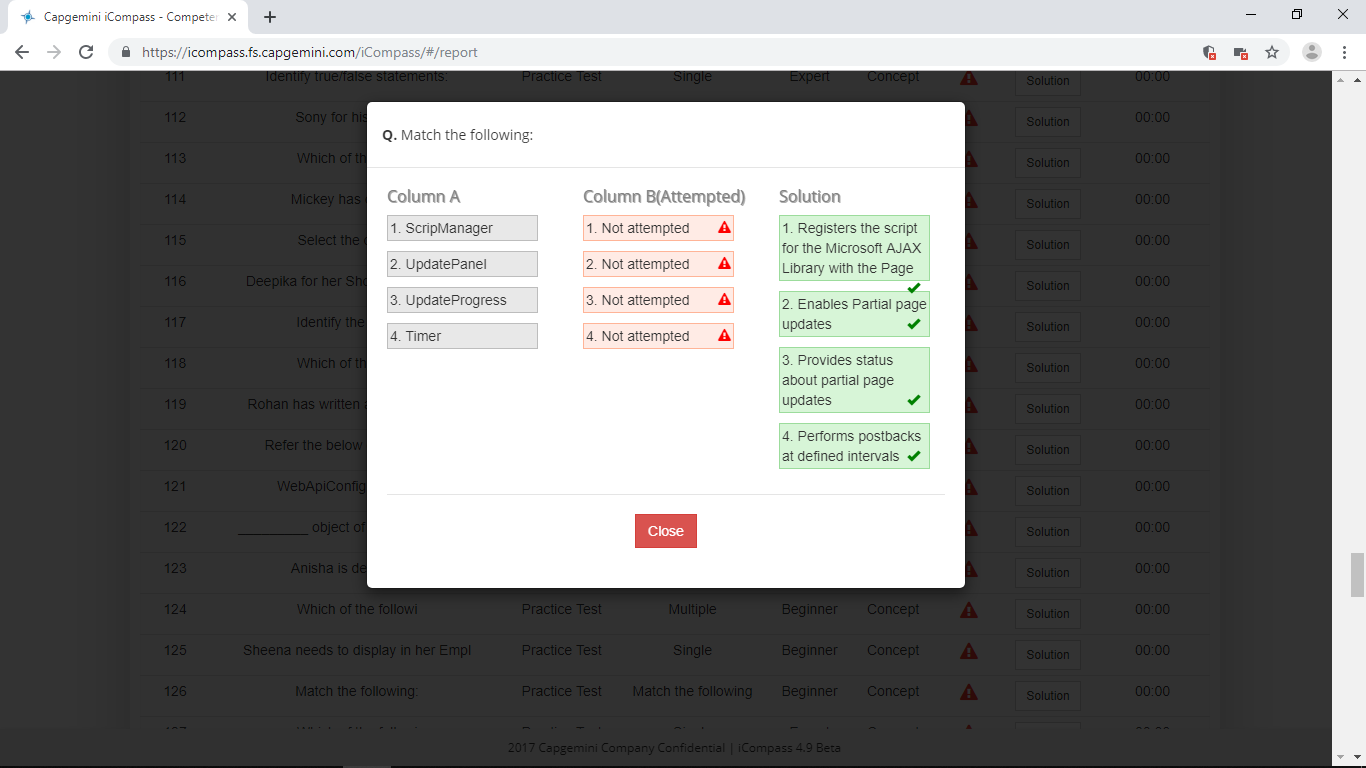 Capgemini iCompass - Competer
https://icompass.fs.capgemini.com/iCompass/#/report
111 Identify true/false statements: Practice Test Single Expert Concept Solution 00:00
112 Sony for his Solution 00:00
113 Which of th Solution 00:00
114 Mickey has Solution 00:00
115 Select the Solution 00:00
116 Deepika for her Sho Solution 00:00
117 Identify the Solution 00:00
118 Which of th Solution 00:00
119 Rohan has written Solution 00:00
120 Refer the below Solution 00:00
121 WebApiConfig Solution 00:00
122 __________ object of Solution 00:00
123 Anisha is de Solution 00:00
124 Which of the followi Practice Test Multiple Beginner Concept Solution 00:00
125 Sheena needs to display in her Empl Practice Test Single Beginner Concept Solution 00:00
126 Match the following: Practice Test Match the following Beginner Concept Solution 00:00
Q. Match the following:
Column A
1. ScripManager
2. UpdatePanel
3. UpdateProgress
4. Timer
Column B(Attempted)
1. Not attempted
2. Not attempted
3. Not attempted
4. Not attempted
Solution
1. Registers the script
for the Microsoft AJAX
Library with the Page
2. Enables Partial page
updates
3. Provides status
about partial page
updates
4. Performs postbacks
at defined intervals
Close
2017 Capgemini Company Confidential | iCompass 4.9 Beta